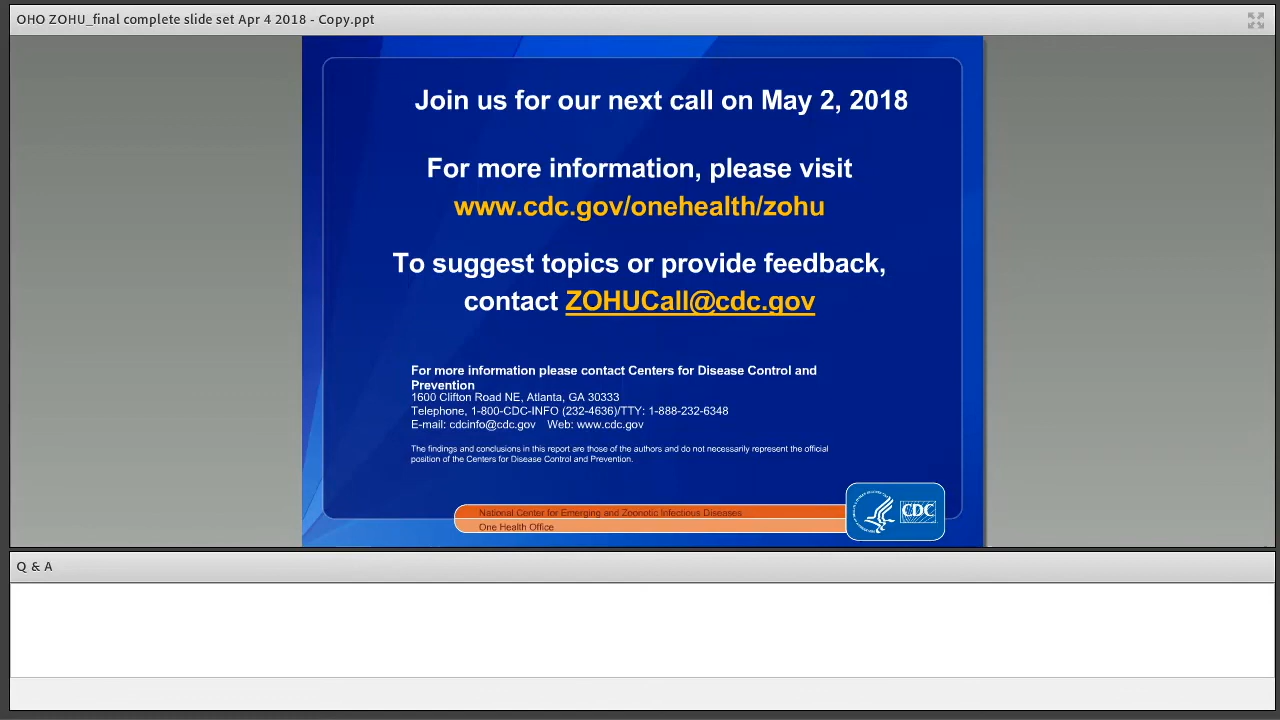 OHO ZOHU_final complete slide set Apr 4 2018 - Copy.ppt
Join us for our next call on May 2, 2018
For more information, please visit
www.cdc.gov/onehealth/zohu
To suggest topics or provide feedback,
contact ZOHUCall@cdc.gov
For more information please contact Centers for Disease Control and
Prevention
1600 Clifton Road NE, Atlanta, GA 30333
Telephone, 1-800-CDC-INFO (232-4636)/TTY: 1-888-232-6348
E-mail: cdcinfo@cdc.gov    Web: www.cdc.gov
The findings and conclusions in this report are those of the authors and do not necessarily represent the official
position of the Centers for Disease Control and Prevention.
National Center for Emerging and Zoonotic Infectious Diseases
One Health Office
CDC
Q & A